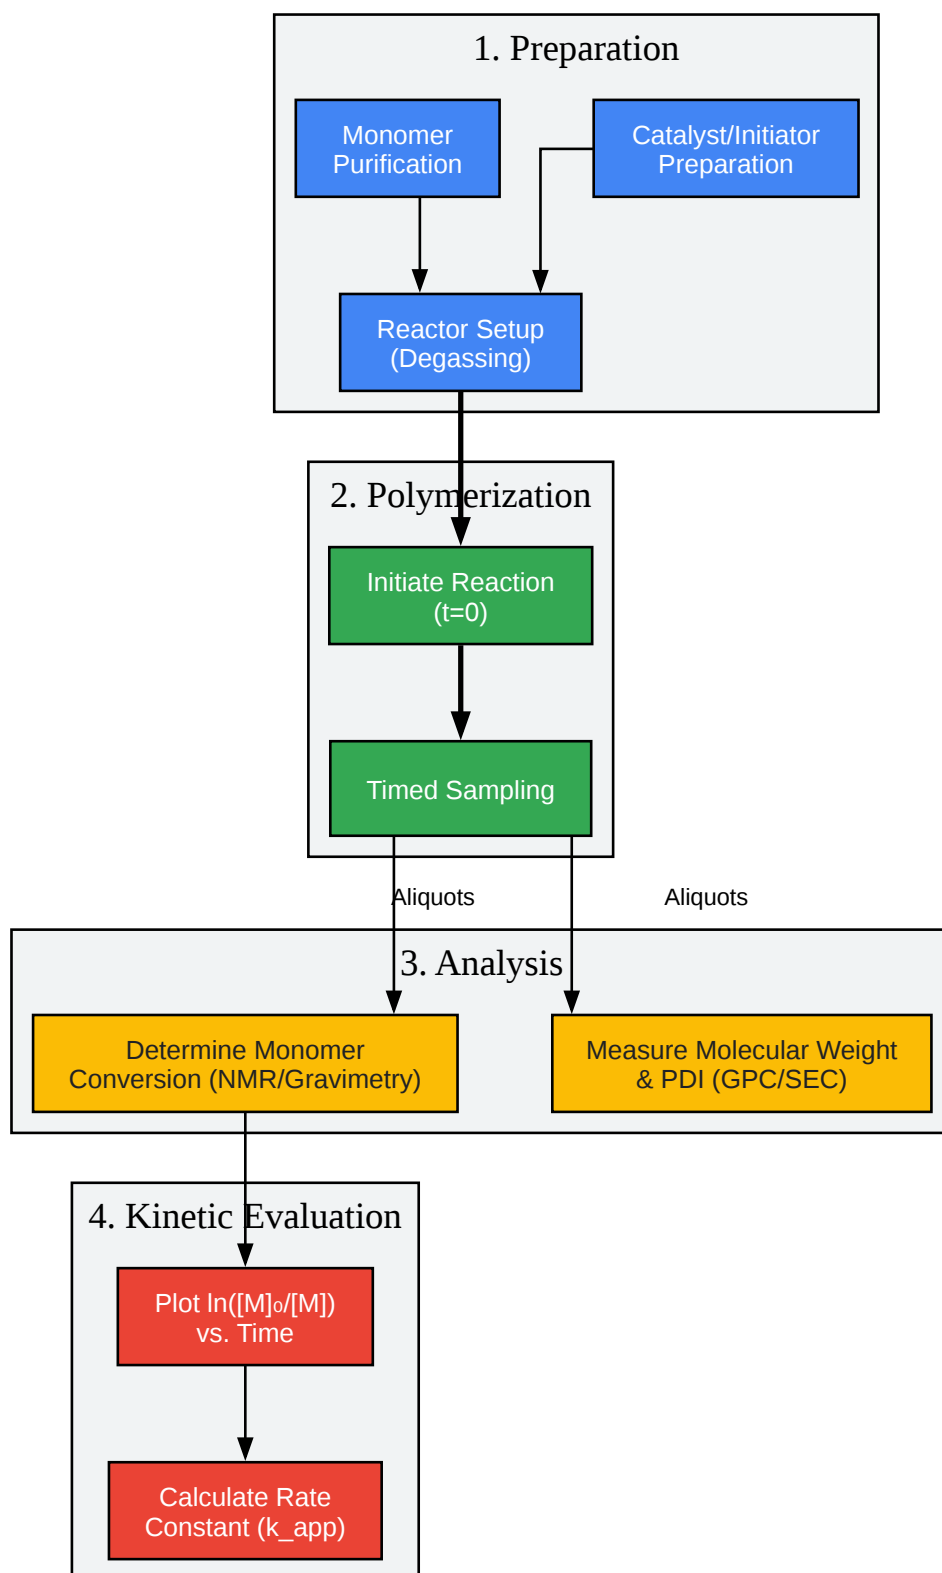 1. Preparation
Monomer
Purification
Catalyst/Initiator
Preparation
Reactor Setup
(Degassing)
2. Polymerization
Initiate Reaction
(t=0)
Timed Sampling
Aliquots
Aliquots
3. Analysis
Determine Monomer
Conversion (NMR/Gravimetry)
Measure Molecular Weight
& PDI (GPC/SEC)
4. Kinetic Evaluation
Plot ln([M]₀/[M])
vs. Time
Calculate Rate
Constant (k_app)